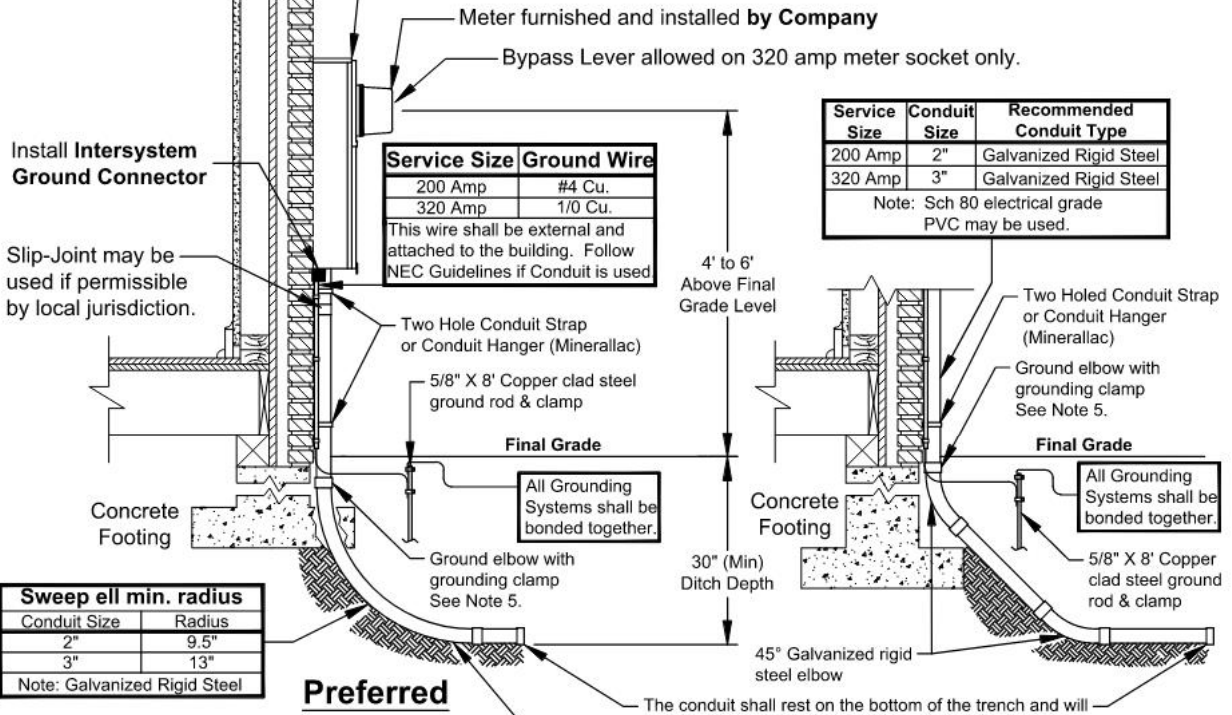 Meter furnished and installed by Company
Bypass Lever allowed on 320 amp meter socket only.
Install Intersystem
Ground Connector
Service Size Ground Wire
200 Amp #4 Cu.
320 Amp 1/0 Cu.
This wire shall be external and
attached to the building. Follow
NEC Guidelines if Conduit is used.
Service Size Conduit Size Recommended Conduit Type
200 Amp 2" Galvanized Rigid Steel
320 Amp 3" Galvanized Rigid Steel
Note: Sch 80 electrical grade
PVC may be used.
Slip-Joint may be
used if permissible
by local jurisdiction.
4' to 6'
Above Final
Grade Level
Two Hole Conduit Strap
or Conduit Hanger (Minerallac)
5/8" X 8' Copper clad steel
ground rod & clamp
Final Grade
All Grounding
Systems shall be
bonded together.
Concrete
Footing
Ground elbow with
grounding clamp
See Note 5.
30" (Min)
Ditch Depth
Sweep ell min. radius
Conduit Size Radius
2" 9.5"
3" 13"
Note: Galvanized Rigid Steel
Preferred
Two Holed Conduit Strap
or Conduit Hanger
(Minerallac)
Ground elbow with
grounding clamp
See Note 5.
Final Grade
All Grounding
Systems shall be
bonded together.
Concrete
Footing
5/8" X 8' Copper
clad steel ground
rod & clamp
45° Galvanized rigid
steel elbow
The conduit shall rest on the bottom of the trench and will